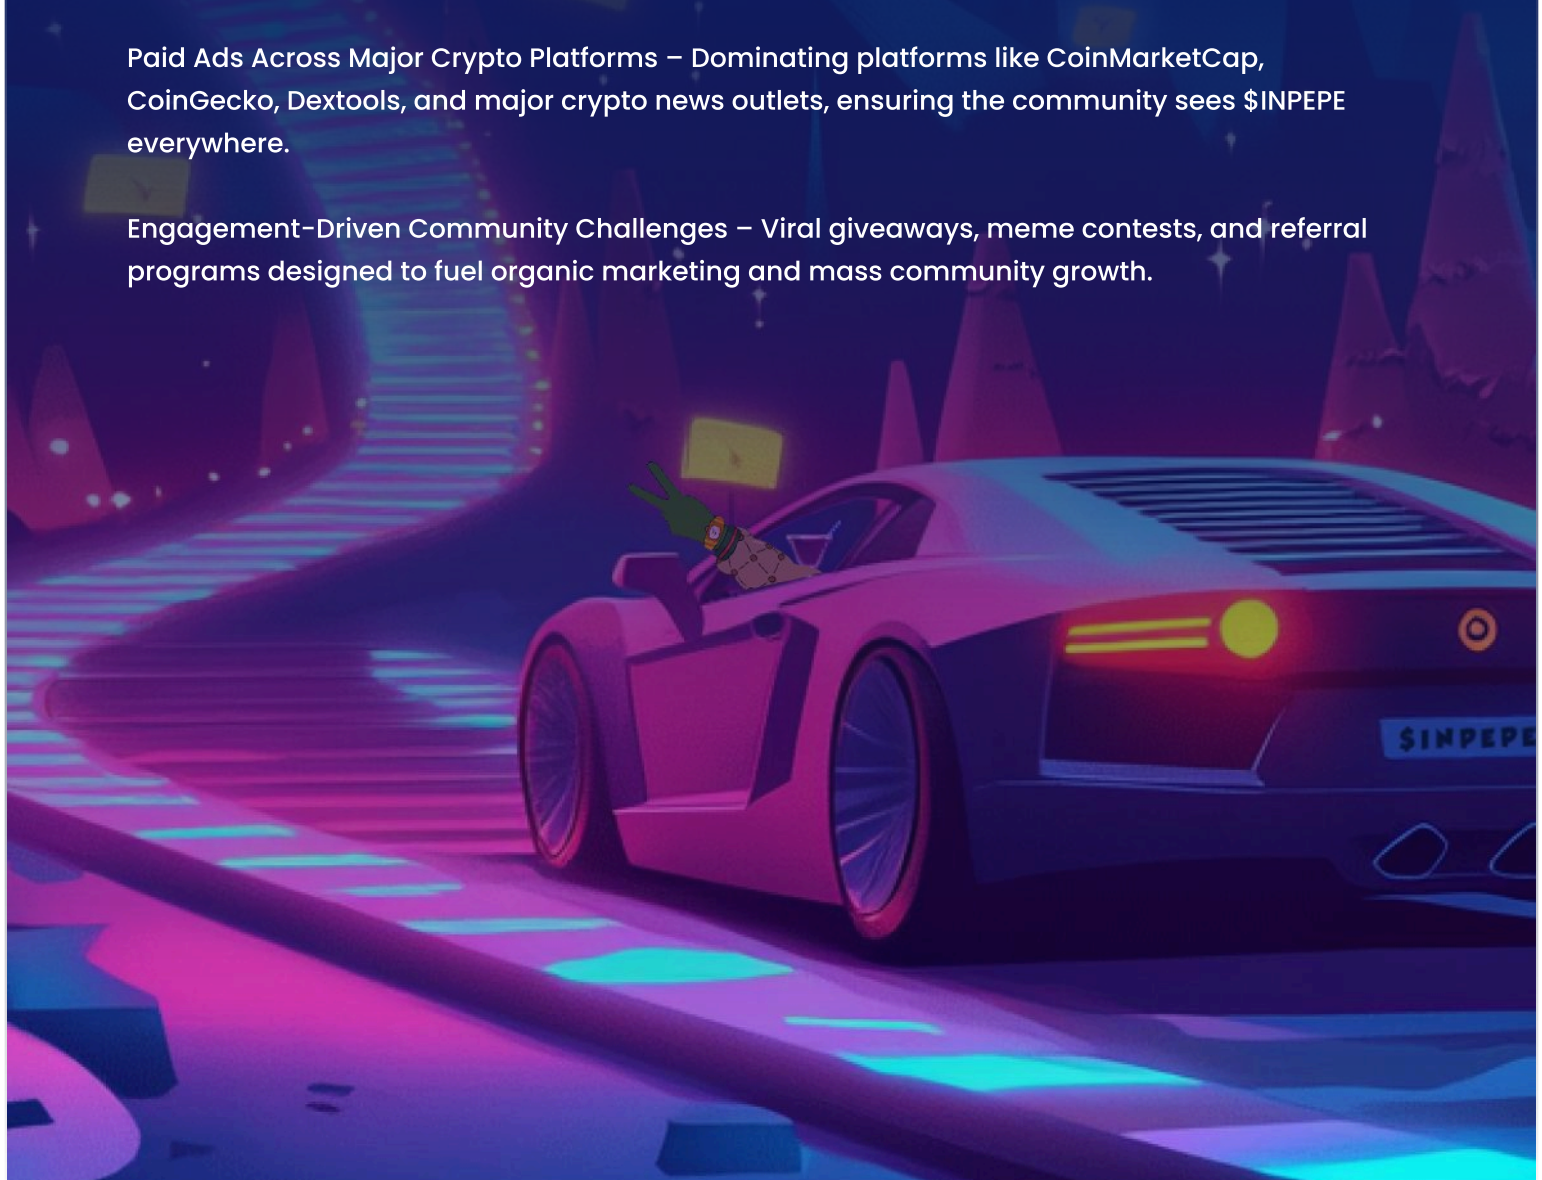 Paid Ads Across Major Crypto Platforms – Dominating platforms like CoinMarketCap,
CoinGecko, Dextools, and major crypto news outlets, ensuring the community sees $INPEPE
everywhere.
Engagement-Driven Community Challenges – Viral giveaways, meme contests, and referral
programs designed to fuel organic marketing and mass community growth.
$INPEPE